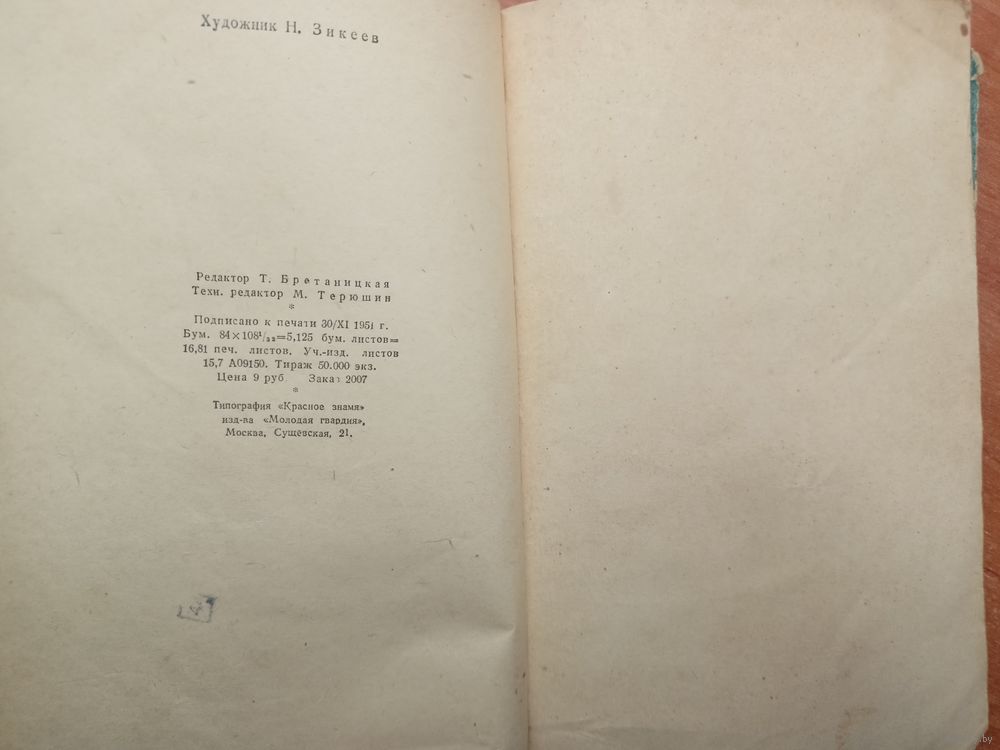 Художник Н. Зикеев
Редактор Т. Бретаницкая
Техн. редактор М. Терюшин
*
Подписано к печати 30/XI 1951 г.
Бум. 84×108¹/₃₂=5,125 бум. листов=
16,81 печ. листов. Уч.-изд. листов
15,7 А09150. Тираж 50.000 экз.
Цена 9 руб. Заказ 2007
*
Типография «Красное знамя»
изд-ва «Молодая гвардия»,
Москва, Сущёвская, 21.